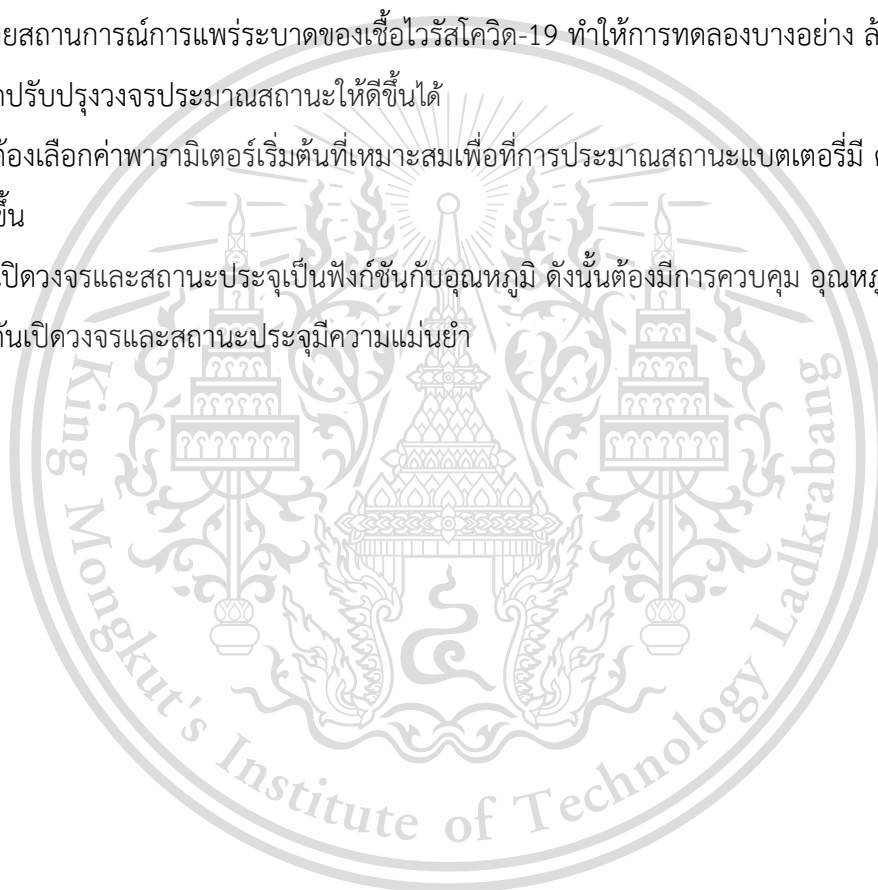 ยสถานการณ์การแพร่ระบาดของเชื้อไวรัสโควิด-19 ทำให้การทดลองบางอย่าง
ปรับปรุงวงจรประมาณสถานะให้ดีขึ้นได้
ต้องเลือกค่าพารามิเตอร์เริ่มต้นที่เหมาะสมเพื่อที่การประมาณสถานะแบตเตอรี่มี
ขึ้น
เปิดวงจรและสถานะประจุเป็นฟังก์ชันกับอุณหภูมิ ดังนั้นต้องมีการควบคุม
ันเปิดวงจรและสถานะประจุมีความแม่นยำ
King Mongkut's Institute of Technology Ladkrabang